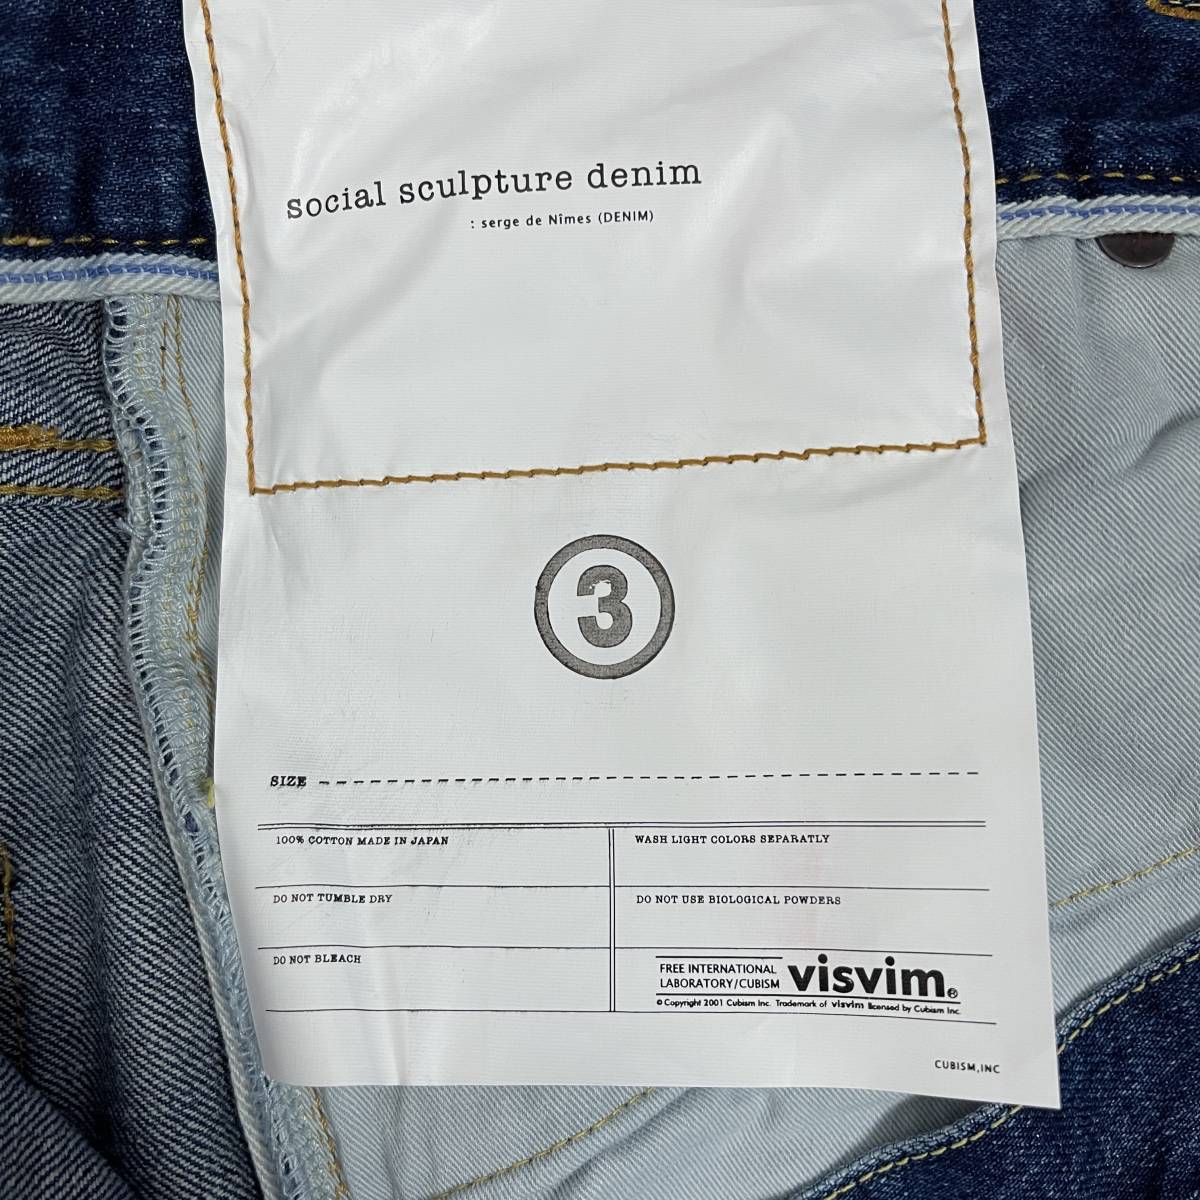 social sculpture denim
: serge de Nîmes (DENIM)
3
SIZE
100% COTTON MADE IN JAPAN
WASH LIGHT COLORS SEPARATLY
DO NOT TUMBLE DRY
DO NOT USE BIOLOGICAL POWDERS
DO NOT BLEACH
FREE INTERNATIONAL
LABORATORY/CUBISM
visvim®
© Copyright 2001 Cubism Inc. Trademark of visvim licensed by Cubism Inc.
CUBISM,INC